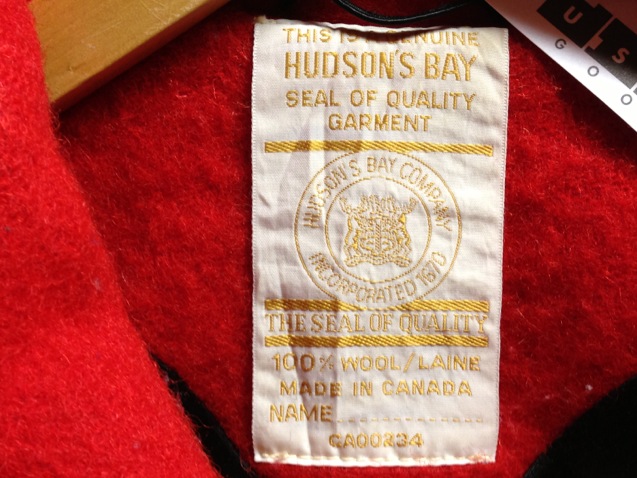 THIS IS GENUINE
HUDSON'S BAY
SEAL OF QUALITY
GARMENT
HUDSON'S BAY COMPANY
INCORPORATED 1670
THE SEAL OF QUALITY
100% WOOL/LAINE
MADE IN CANADA
NAME
CA00234
U.S
GOO